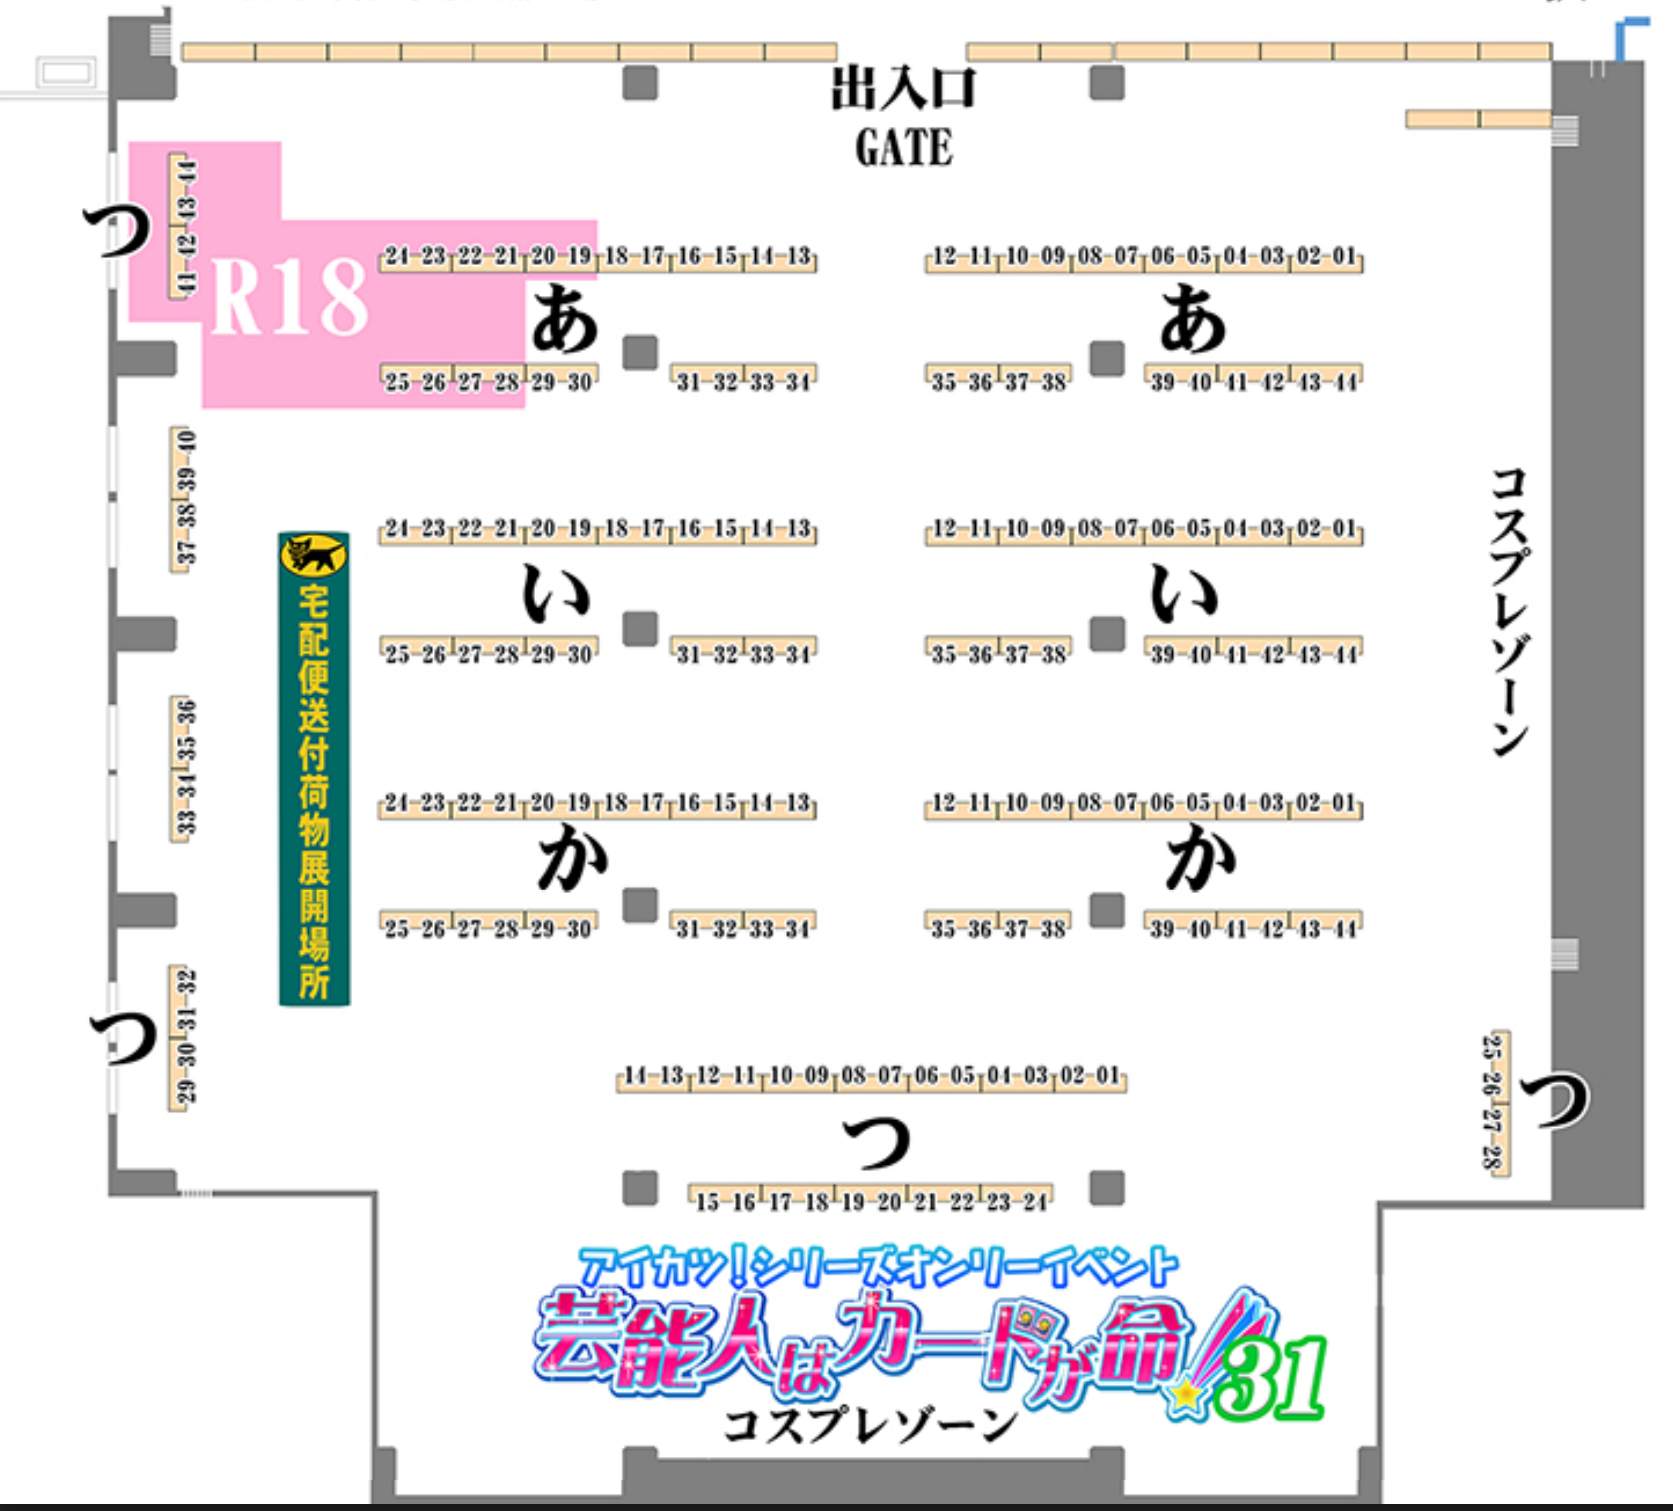 出入口
GATE
つ
41-42 43-44
R18
24-23 22-21 20-19 18-17 16-15 14-13
12-11 10-09 08-07 06-05 04-03 02-01
あ
あ
25-26 27-28 29-30
31-32 33-34
35-36 37-38
39-40 41-42 43-44
37-38 39-40
コスプレゾーン
24-23 22-21 20-19 18-17 16-15 14-13
12-11 10-09 08-07 06-05 04-03 02-01
宅配便送付荷物展開場所
い
い
25-26 27-28 29-30
31-32 33-34
35-36 37-38
39-40 41-42 43-44
33-34 35-36
24-23 22-21 20-19 18-17 16-15 14-13
12-11 10-09 08-07 06-05 04-03 02-01
か
か
25-26 27-28 29-30
31-32 33-34
35-36 37-38
39-40 41-42 43-44
つ
29-30 31-32
14-13 12-11 10-09 08-07 06-05 04-03 02-01
つ
15-16 17-18 19-20 21-22 23-24
25-26 27-28
つ
アイカツ!シリーズオンリーイベント
芸能人はカードが命!31
コスプレゾーン